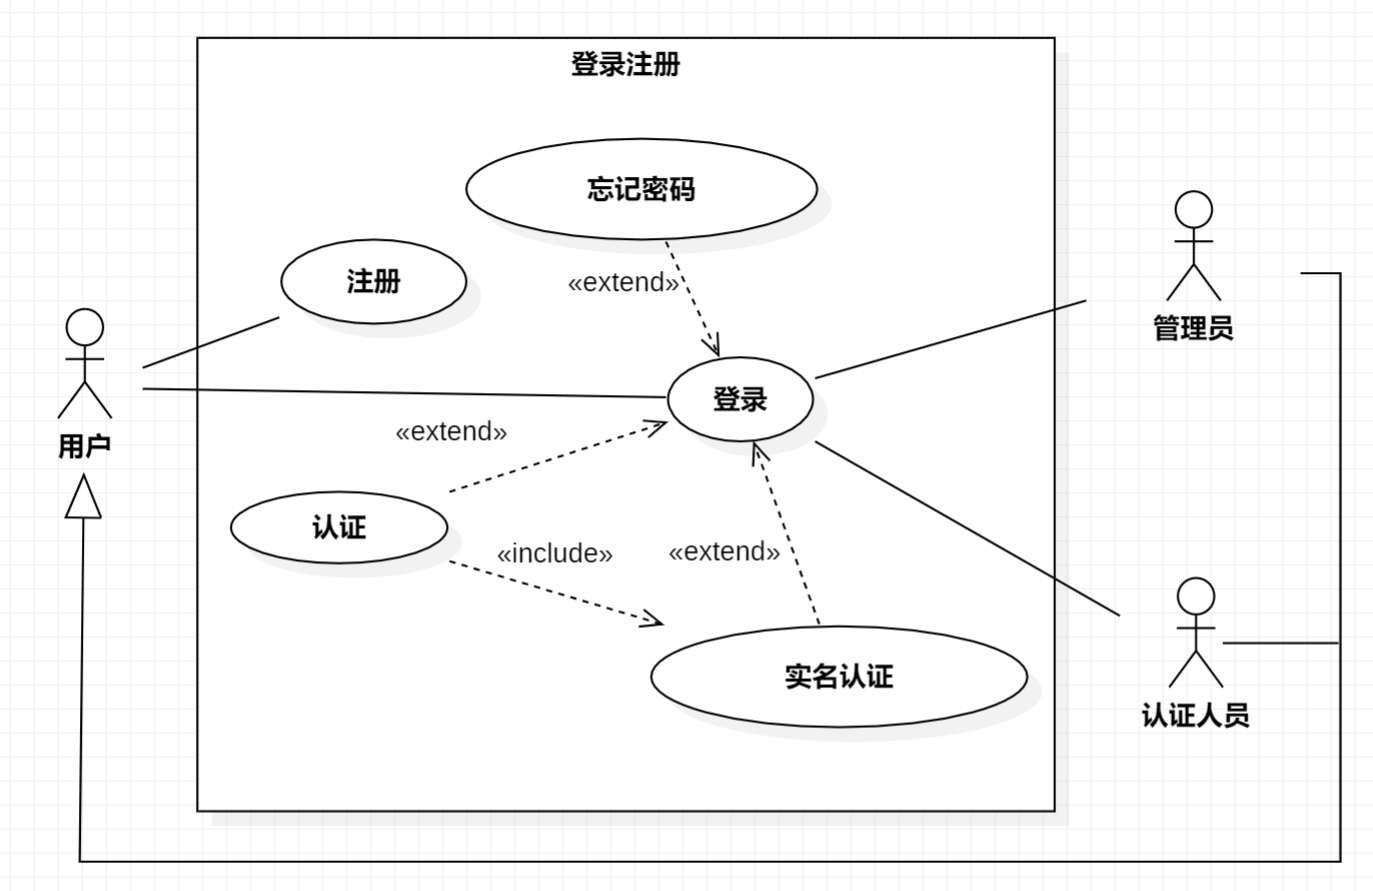 登录注册
忘记密码
注册
«extend»
管理员
登录
用户
«extend»
认证
«include»
«extend»
实名认证
认证人员